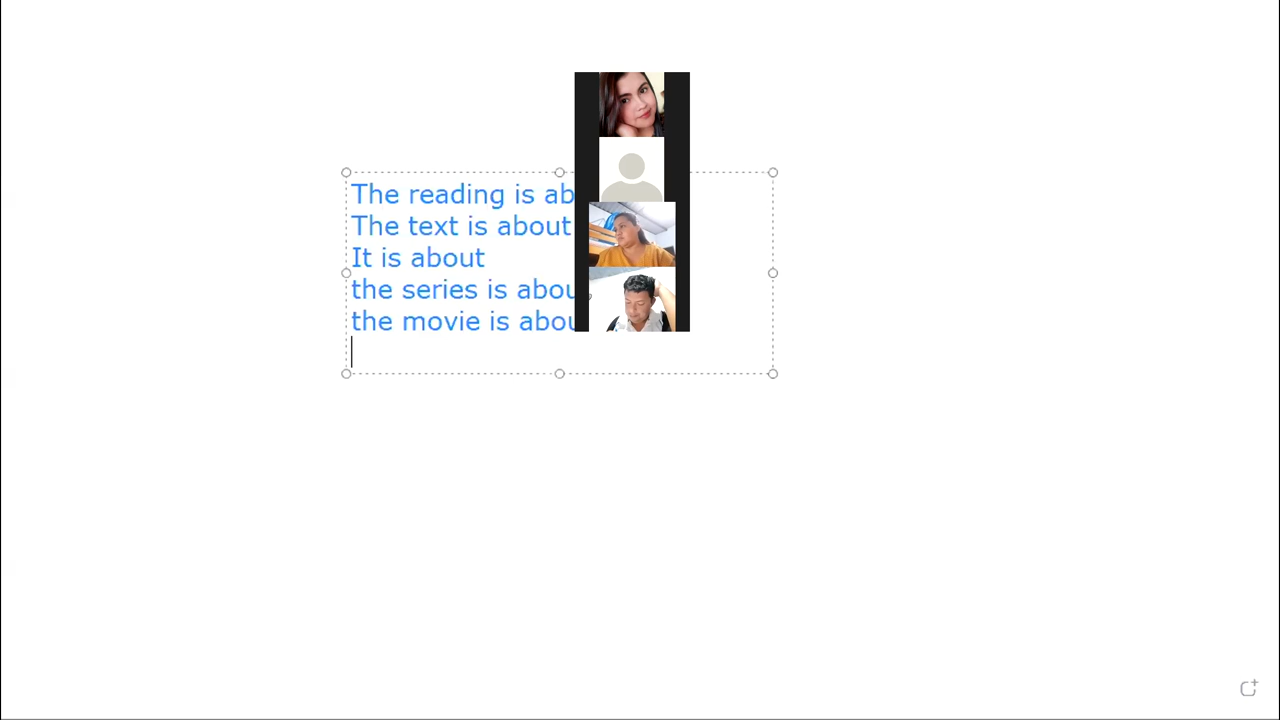 The reading is ab
The text is about
It is about
the series is abou
the movie is abou